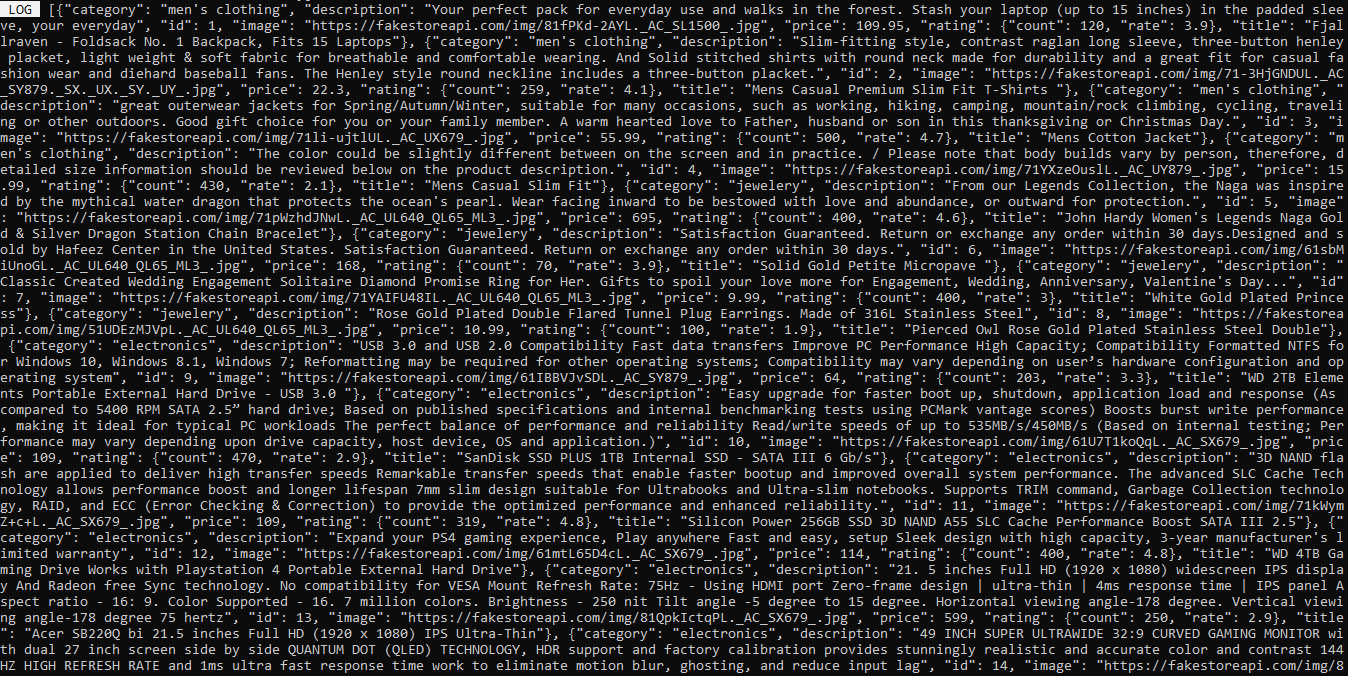 LOG [{"category": "men's clothing", "description": "Your perfect pack for everyday use and walks in the forest. Stash your laptop (up to 15 inches) in the padded slee
ve, your everyday", "id": 1, "image": "https://fakestoreapi.com/img/81fPKd-2AYL._AC_SL1500_.jpg", "price": 109.95, "rating": {"count": 120, "rate": 3.9}, "title": "Fjal
lraven - Foldsack No. 1 Backpack, Fits 15 Laptops"}, {"category": "men's clothing", "description": "Slim-fitting style, contrast raglan long sleeve, three-button henley
 placket, light weight & soft fabric for breathable and comfortable wearing. And Solid stitched shirts with round neck made for durability and a great fit for casual fa
shion wear and diehard baseball fans. The Henley style round neckline includes a three-button placket.", "id": 2, "image": "https://fakestoreapi.com/img/71-3HjGNDUL._AC
_SY879._SX._UX._SY._UY_.jpg", "price": 22.3, "rating": {"count": 259, "rate": 4.1}, "title": "Mens Casual Premium Slim Fit T-Shirts "}, {"category": "men's clothing", "
description": "great outerwear jackets for Spring/Autumn/Winter, suitable for many occasions, such as working, hiking, camping, mountain/rock climbing, cycling, traveli
ng or other outdoors. Good gift choice for you or your family member. A warm hearted love to Father, husband or son in this thanksgiving or Christmas Day.", "id": 3, "i
mage": "https://fakestoreapi.com/img/71li-ujtlUL._AC_UX679_.jpg", "price": 55.99, "rating": {"count": 500, "rate": 4.7}, "title": "Mens Cotton Jacket"}, {"category": "m
en's clothing", "description": "The color could be slightly different between on the screen and in practice. / Please note that body builds vary by person, therefore, d
etailed size information should be reviewed below on the product description.", "id": 4, "image": "https://fakestoreapi.com/img/71YXzeOuslL._AC_UY879_.jpg", "price": 15
.99, "rating": {"count": 430, "rate": 2.1}, "title": "Mens Casual Slim Fit"}, {"category": "jewelery", "description": "From our Legends Collection, the Naga was inspire
d by the mythical water dragon that protects the ocean's pearl. Wear facing inward to be bestowed with love and abundance, or outward for protection.", "id": 5, "image"
: "https://fakestoreapi.com/img/71pWzhdJNwL._AC_UL640_QL65_ML3_.jpg", "price": 695, "rating": {"count": 400, "rate": 4.6}, "title": "John Hardy Women's Legends Naga Gol
d & Silver Dragon Station Chain Bracelet"}, {"category": "jewelery", "description": "Satisfaction Guaranteed. Return or exchange any order within 30 days.Designed and s
old by Hafeez Center in the United States. Satisfaction Guaranteed. Return or exchange any order within 30 days.", "id": 6, "image": "https://fakestoreapi.com/img/61sbM
iUnoGL._AC_UL640_QL65_ML3_.jpg", "price": 168, "rating": {"count": 70, "rate": 3.9}, "title": "Solid Gold Petite Micropave "}, {"category": "jewelery", "description": "
Classic Created Wedding Engagement Solitaire Diamond Promise Ring for Her. Gifts to spoil your love more for Engagement, Wedding, Anniversary, Valentine's Day...", "id"
: 7, "image": "https://fakestoreapi.com/img/71YAIFU48IL._AC_UL640_QL65_ML3_.jpg", "price": 9.99, "rating": {"count": 400, "rate": 3}, "title": "White Gold Plated Prince
ss"}, {"category": "jewelery", "description": "Rose Gold Plated Double Flared Tunnel Plug Earrings. Made of 316L Stainless Steel", "id": 8, "image": "https://fakestorea
pi.com/img/51UDEzMJVpL._AC_UL640_QL65_ML3_.jpg", "price": 10.99, "rating": {"count": 100, "rate": 1.9}, "title": "Pierced Owl Rose Gold Plated Stainless Steel Double"},
 {"category": "electronics", "description": "USB 3.0 and USB 2.0 Compatibility Fast data transfers Improve PC Performance High Capacity; Compatibility Formatted NTFS fo
r Windows 10, Windows 8.1, Windows 7; Reformatting may be required for other operating systems; Compatibility may vary depending on user’s hardware configuration and op
erating system", "id": 9, "image": "https://fakestoreapi.com/img/61IBBVJvSDL._AC_SY879_.jpg", "price": 64, "rating": {"count": 203, "rate": 3.3}, "title": "WD 2TB Eleme
nts Portable External Hard Drive - USB 3.0 "}, {"category": "electronics", "description": "Easy upgrade for faster boot up, shutdown, application load and response (As 
compared to 5400 RPM SATA 2.5” hard drive; Based on published specifications and internal benchmarking tests using PCMark vantage scores) Boosts burst write performance
, making it ideal for typical PC workloads The perfect balance of performance and reliability Read/write speeds of up to 535MB/s/450MB/s (Based on internal testing; Per
formance may vary depending upon drive capacity, host device, OS and application.)", "id": 10, "image": "https://fakestoreapi.com/img/61U7T1koQqL._AC_SX679_.jpg", "pric
e": 109, "rating": {"count": 470, "rate": 2.9}, "title": "SanDisk SSD PLUS 1TB Internal SSD - SATA III 6 Gb/s"}, {"category": "electronics", "description": "3D NAND fla
sh are applied to deliver high transfer speeds Remarkable transfer speeds that enable faster bootup and improved overall system performance. The advanced SLC Cache Tech
nology allows performance boost and longer lifespan 7mm slim design suitable for Ultrabooks and Ultra-slim notebooks. Supports TRIM command, Garbage Collection technolo
gy, RAID, and ECC (Error Checking & Correction) to provide the optimized performance and enhanced reliability.", "id": 11, "image": "https://fakestoreapi.com/img/71kWym
Z+c+L._AC_SX679_.jpg", "price": 109, "rating": {"count": 319, "rate": 4.8}, "title": "Silicon Power 256GB SSD 3D NAND A55 SLC Cache Performance Boost SATA III 2.5"}, {"
category": "electronics", "description": "Expand your PS4 gaming experience, Play anywhere Fast and easy, setup Sleek design with high capacity, 3-year manufacturer's l
imited warranty", "id": 12, "image": "https://fakestoreapi.com/img/61mtL65D4cL._AC_SX679_.jpg", "price": 114, "rating": {"count": 400, "rate": 4.8}, "title": "WD 4TB Ga
ming Drive Works with Playstation 4 Portable External Hard Drive"}, {"category": "electronics", "description": "21. 5 inches Full HD (1920 x 1080) widescreen IPS displa
y And Radeon free Sync technology. No compatibility for VESA Mount Refresh Rate: 75Hz - Using HDMI port Zero-frame design | ultra-thin | 4ms response time | IPS panel A
spect ratio - 16: 9. Color Supported - 16. 7 million colors. Brightness - 250 nit Tilt angle -5 degree to 15 degree. Horizontal viewing angle-178 degree. Vertical viewi
ng angle-178 degree 75 hertz", "id": 13, "image": "https://fakestoreapi.com/img/81QpkIctqPL._AC_SX679_.jpg", "price": 599, "rating": {"count": 250, "rate": 2.9}, "title
": "Acer SB220Q bi 21.5 inches Full HD (1920 x 1080) IPS Ultra-Thin"}, {"category": "electronics", "description": "49 INCH SUPER ULTRAWIDE 32:9 CURVED GAMING MONITOR wi
th dual 27 inch screen side by side QUANTUM DOT (QLED) TECHNOLOGY, HDR support and factory calibration provides stunningly realistic and accurate color and contrast 144
HZ HIGH REFRESH RATE and 1ms ultra fast response time work to eliminate motion blur, ghosting, and reduce input lag", "id": 14, "image": "https://fakestoreapi.com/img/8